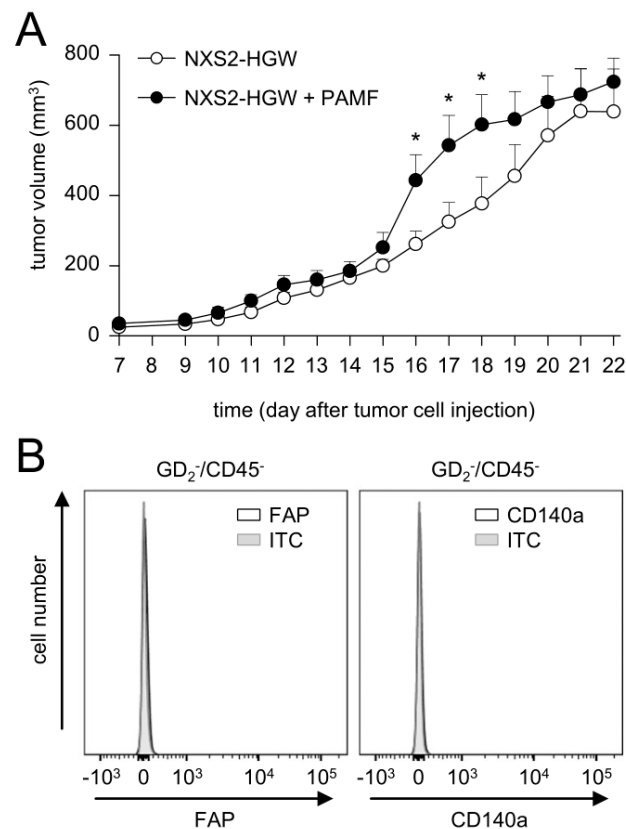 A
tumor volume (mm³)
800
600
400
200
0
NXS2-HGW
NXS2-HGW + PAMF
* * *
7 8 9 10 11 12 13 14 15 16 17 18 19 20 21 22
time (day after tumor cell injection)
B
GD₂⁻/CD45⁻
FAP
ITC
cell number
-10³ 0 10³ 10⁴ 10⁵
FAP
GD₂⁻/CD45⁻
CD140a
ITC
-10³ 0 10³ 10⁴ 10⁵
CD140a